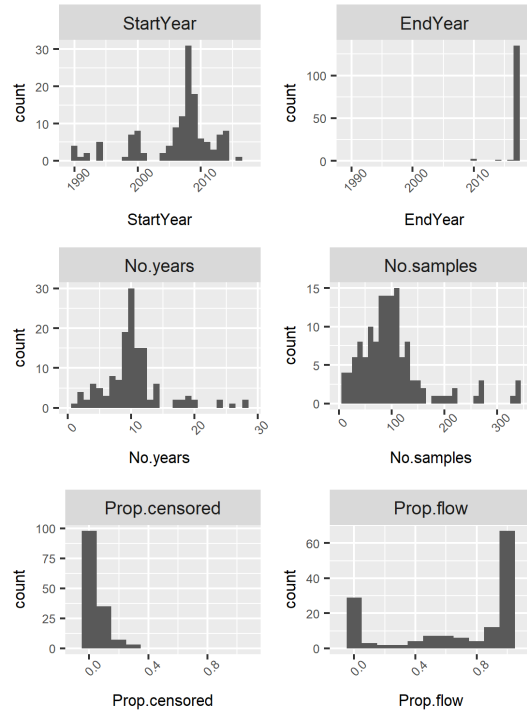 StartYear
count
30
20
10
0
1990
2000
2010
StartYear
EndYear
count
100
50
0
1990
2000
2010
EndYear
No.years
count
30
20
10
0
0
10
20
30
No.years
No.samples
count
15
10
5
0
0
100
200
300
No.samples
Prop.censored
count
100
75
50
25
0
0.0
0.4
0.8
Prop.censored
Prop.flow
count
60
40
20
0
0.0
0.4
0.8
Prop.flow